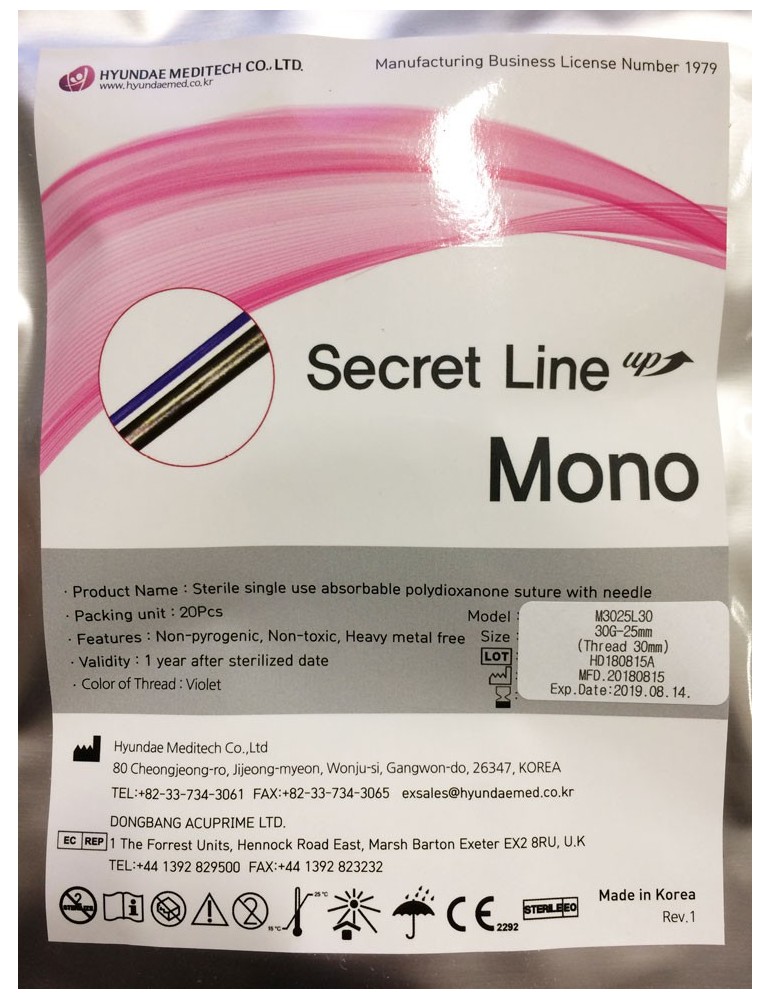 HYUNDAE MEDITECH CO., LTD.
www.hyundaemed.co.kr
Manufacturing Business License Number 1979
Secret Line up
Mono
· Product Name : Sterile single use absorbable polydioxanone suture with needle
· Packing unit : 20Pcs
· Features : Non-pyrogenic, Non-toxic, Heavy metal free
· Validity : 1 year after sterilized date
· Color of Thread : Violet
Model :
Size :
LOT :
M3025L30
30G-25mm
(Thread 30mm)
HD180815A
MFD.20180815
Exp.Date:2019.08.14.
Hyundae Meditech Co.,Ltd
80 Cheongjeong-ro, Jijeong-myeon, Wonju-si, Gangwon-do, 26347, KOREA
TEL:+82-33-734-3061 FAX:+82-33-734-3065 exsales@hyundaemed.co.kr
DONGBANG ACUPRIME LTD.
EC REP 1 The Forrest Units, Hennock Road East, Marsh Barton Exeter EX2 8RU, U.K
TEL:+44 1392 829500 FAX:+44 1392 823232
2 STERILIZE
i
2
15°C 25°C
CE 2292
STERILE EO
Made in Korea
Rev.1